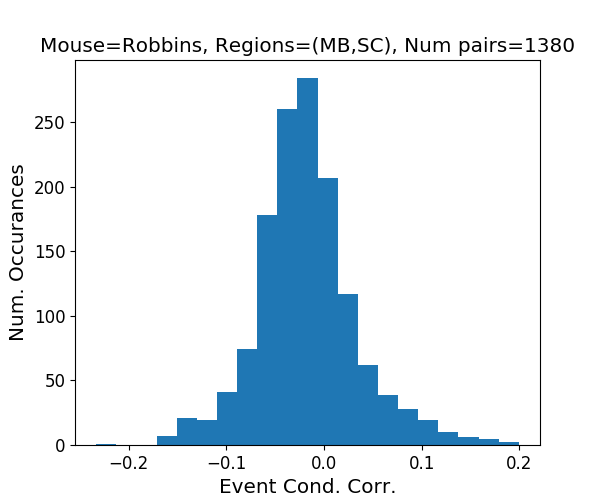 Mouse=Robbins, Regions=(MB,SC), Num pairs=1380
250
200
150
100
50
0
Num. Occurances
−0.2 −0.1 0.0 0.1 0.2
Event Cond. Corr.